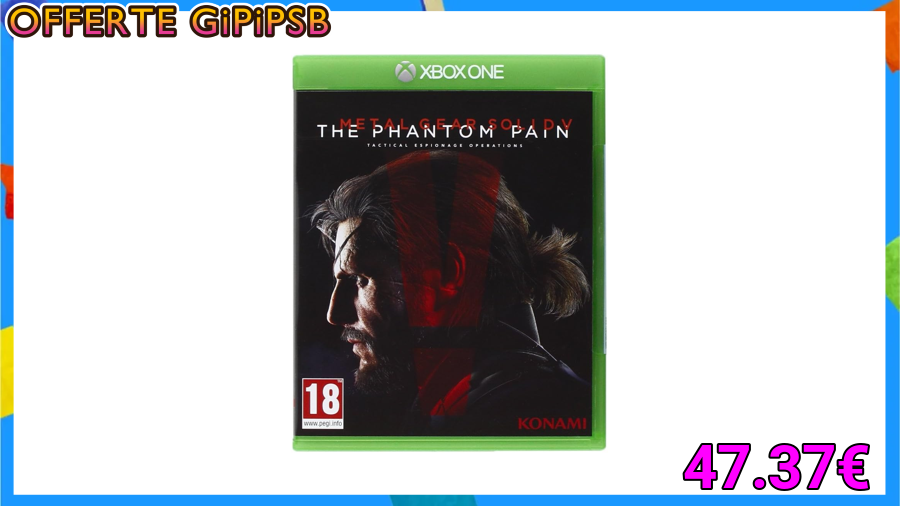 OFFERTE GiPiPSB
XBOX ONE
METAL GEAR SOLID V
THE PHANTOM PAIN
TACTICAL ESPIONAGE OPERATIONS
18
www.pegi.info
KONAMI
47.37€